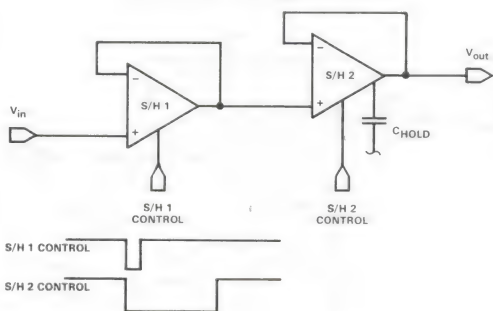 −
S/H 1
+
V_in
−
S/H 2
+
V_out
C_HOLD
S/H 1
CONTROL
S/H 2
CONTROL
S/H 1 CONTROL
S/H 2 CONTROL